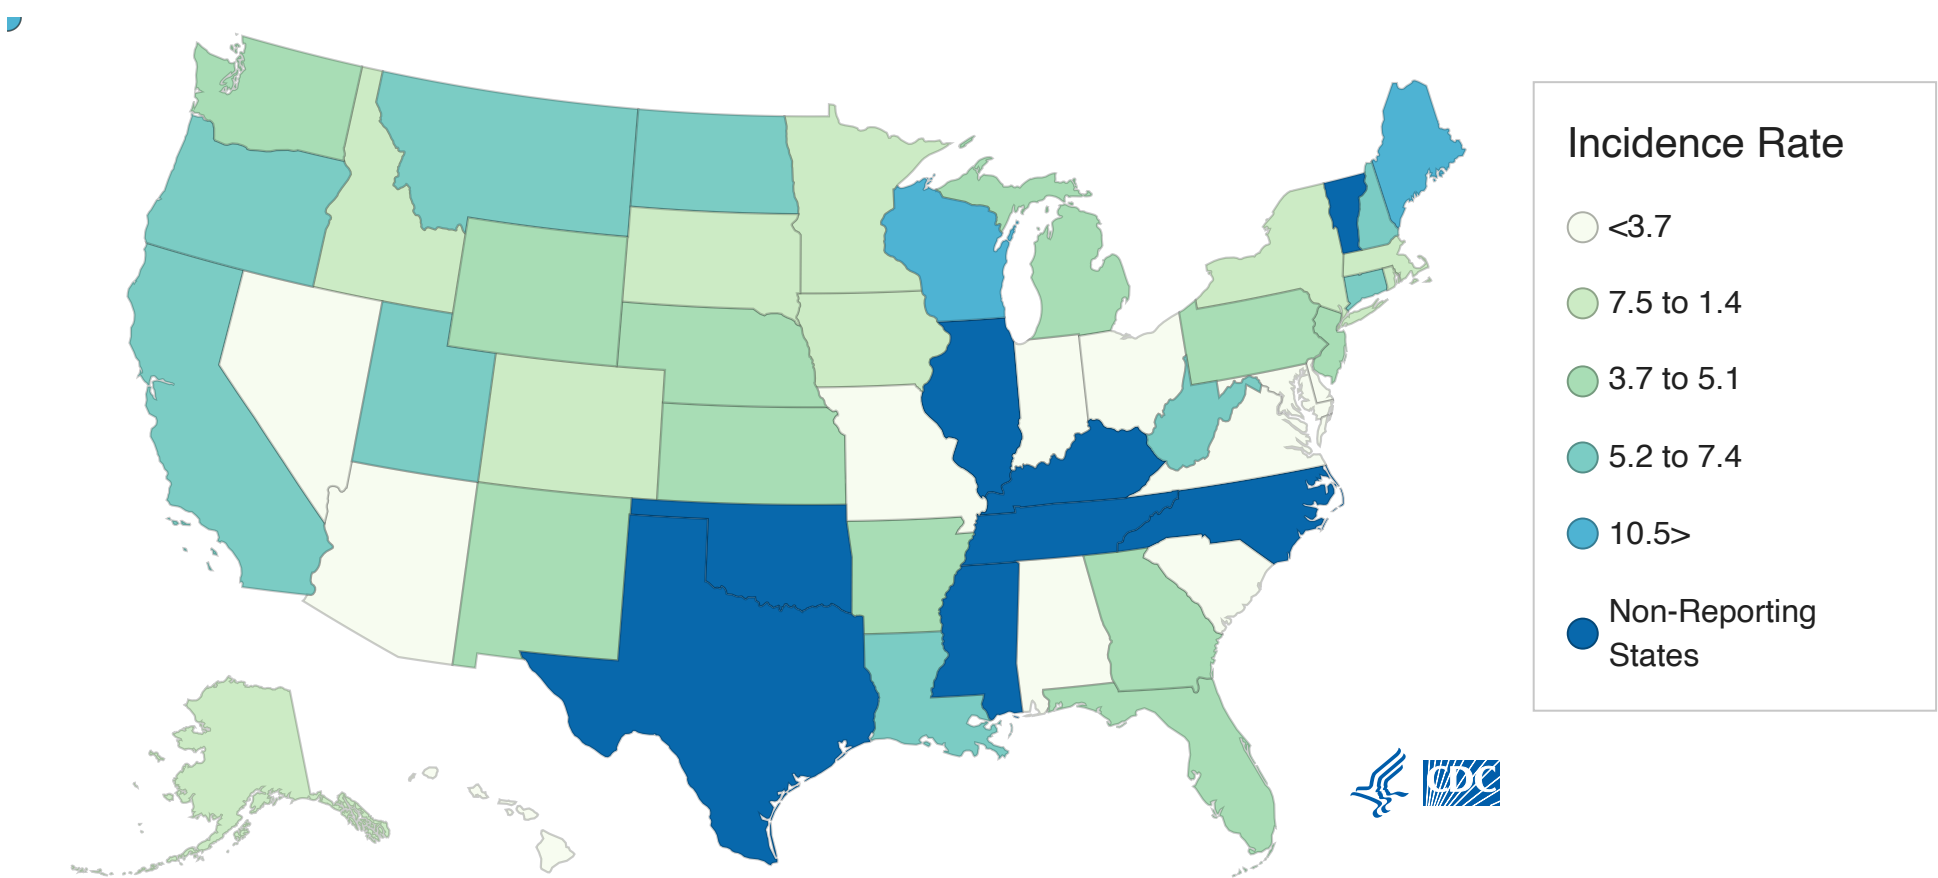 Incidence Rate
<3.7
7.5 to 1.4
3.7 to 5.1
5.2 to 7.4
10.5>
Non-Reporting
States
CDC